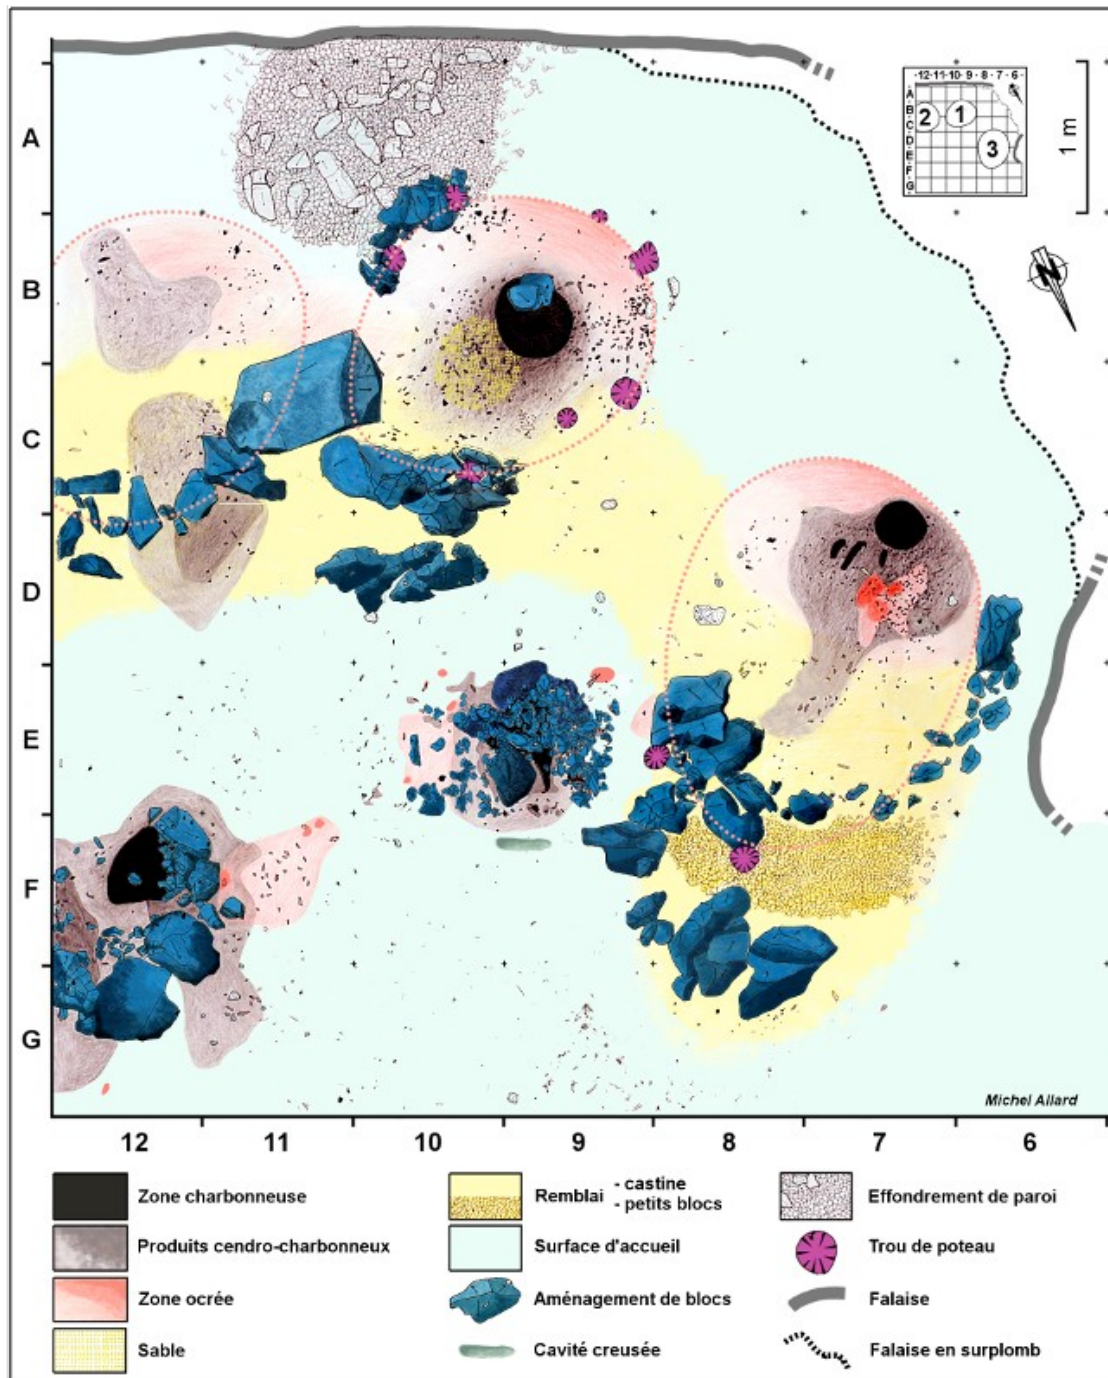 · 12 · 11 · 10 · 9 · 8 · 7 · 6 ·
A
B
C
D
E
F
G
1
2
3
1 m
N
A
B
C
D
E
F
G
Michel Allard
12 11 10 9 8 7 6
Zone charbonneuse
Produits cendro-charbonneux
Zone ocrée
Sable
Remblai - castine
- petits blocs
Surface d'accueil
Aménagement de blocs
Cavité creusée
Effondrement de paroi
Trou de poteau
Falaise
Falaise en surplomb